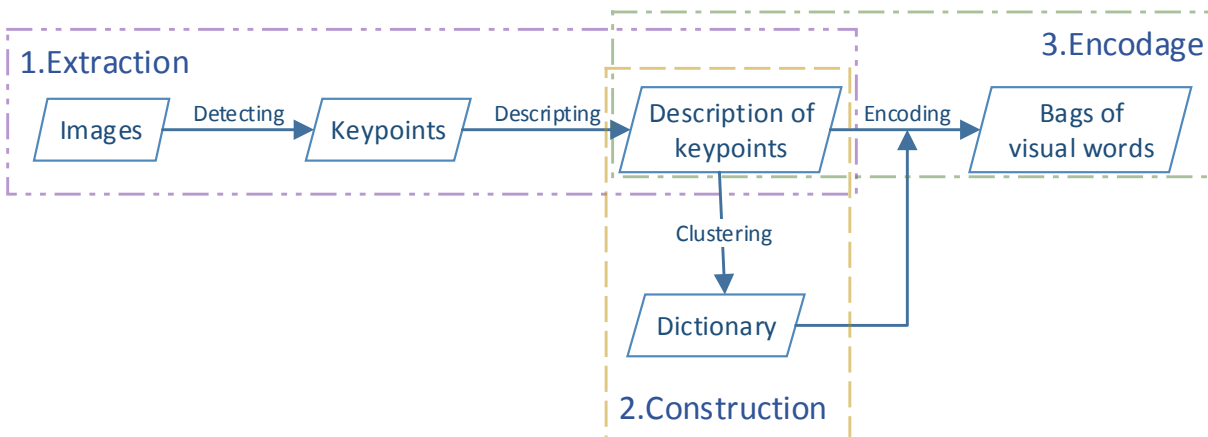 1.Extraction
3.Encodage
Images
Detecting
Keypoints
Descripting
Description of
keypoints
Encoding
Bags of
visual words
Clustering
Dictionary
2.Construction